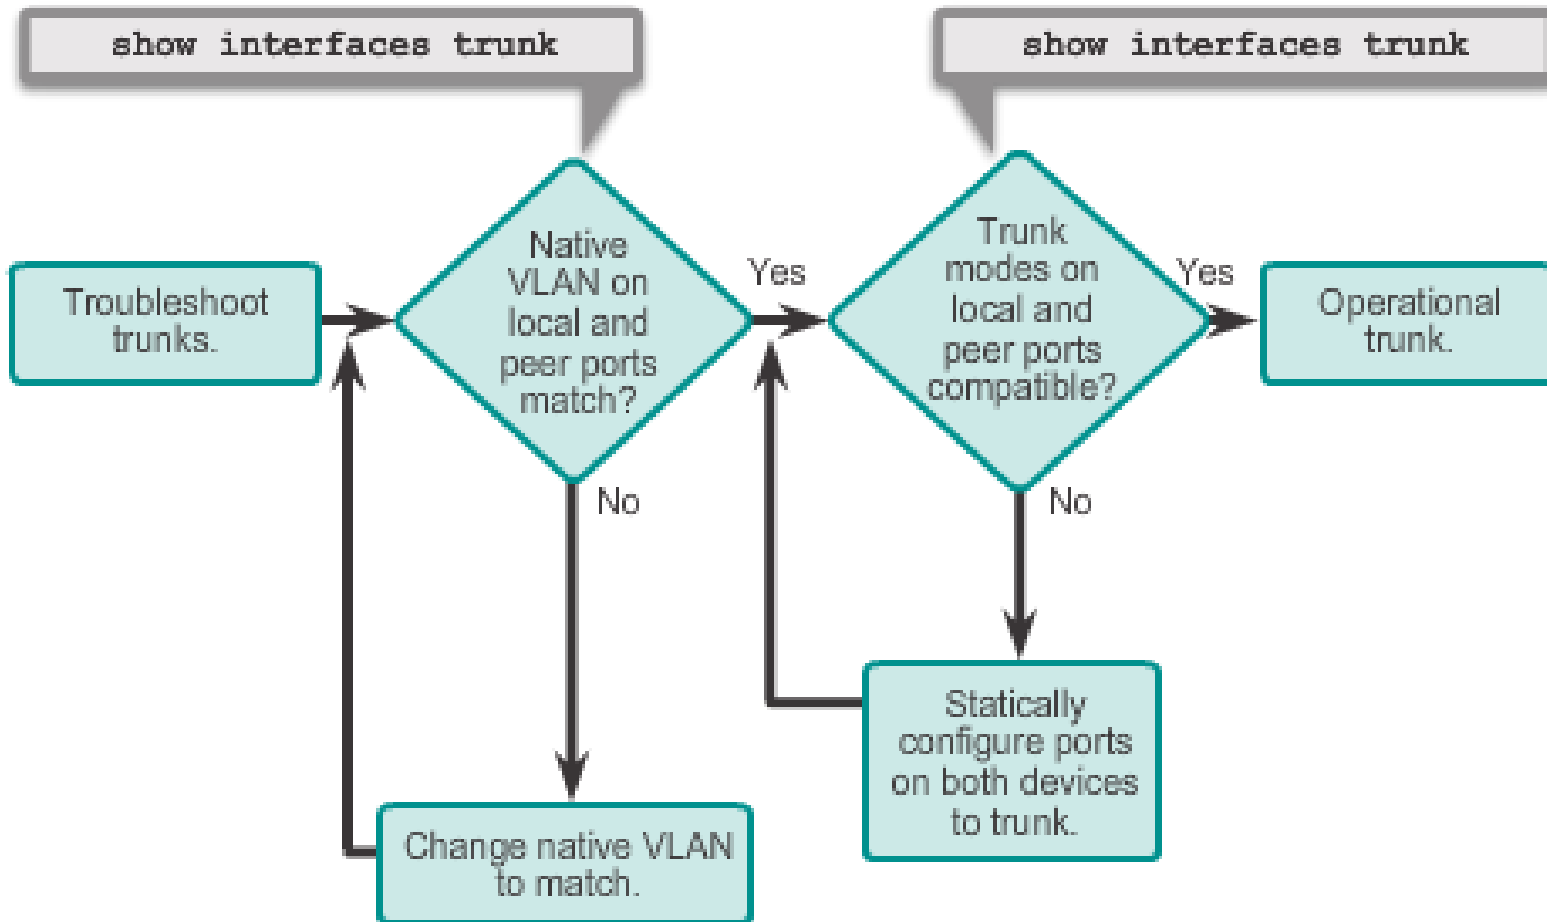 show interfaces trunk
show interfaces trunk
Troubleshoot
trunks.
Native
VLAN on
local and
peer ports
match?
Yes
Trunk
modes on
local and
peer ports
compatible?
Yes
Operational
trunk.
No
No
Change native VLAN
to match.
Statically
configure ports
on both devices
to trunk.